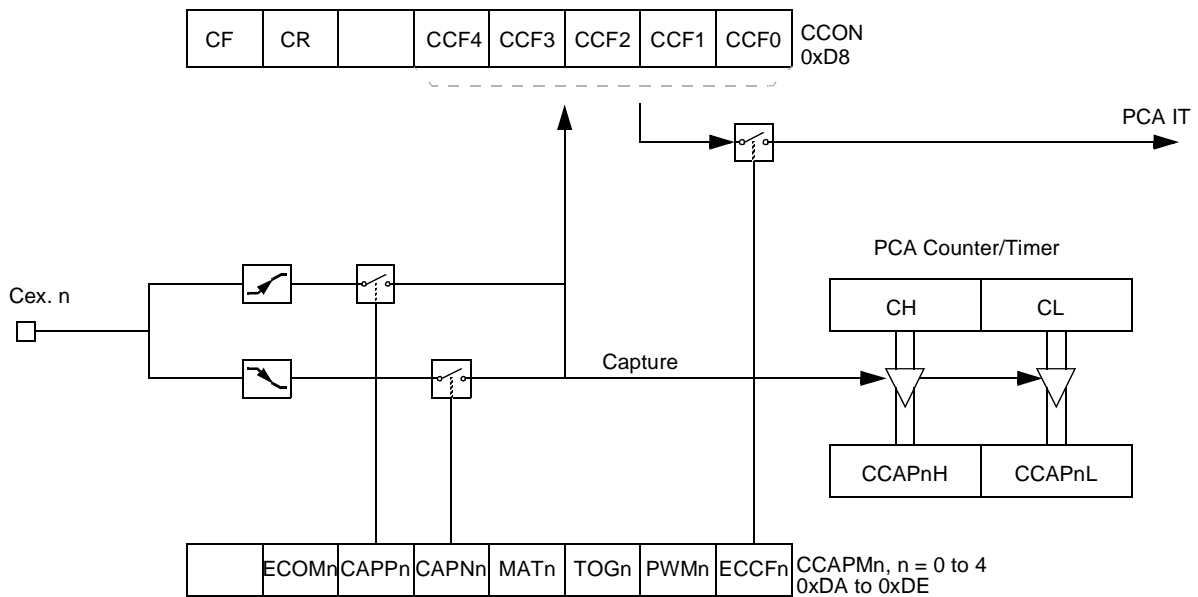 CF CR CCF4 CCF3 CCF2 CCF1 CCF0 CCON
0xD8
PCA IT
PCA Counter/Timer
Cex. n
CH CL
Capture
CCAPnH CCAPnL
ECOMn CAPPn CAPNn MATn TOGn PWMn ECCFn CCAPMn, n = 0 to 4
0xDA to 0xDE